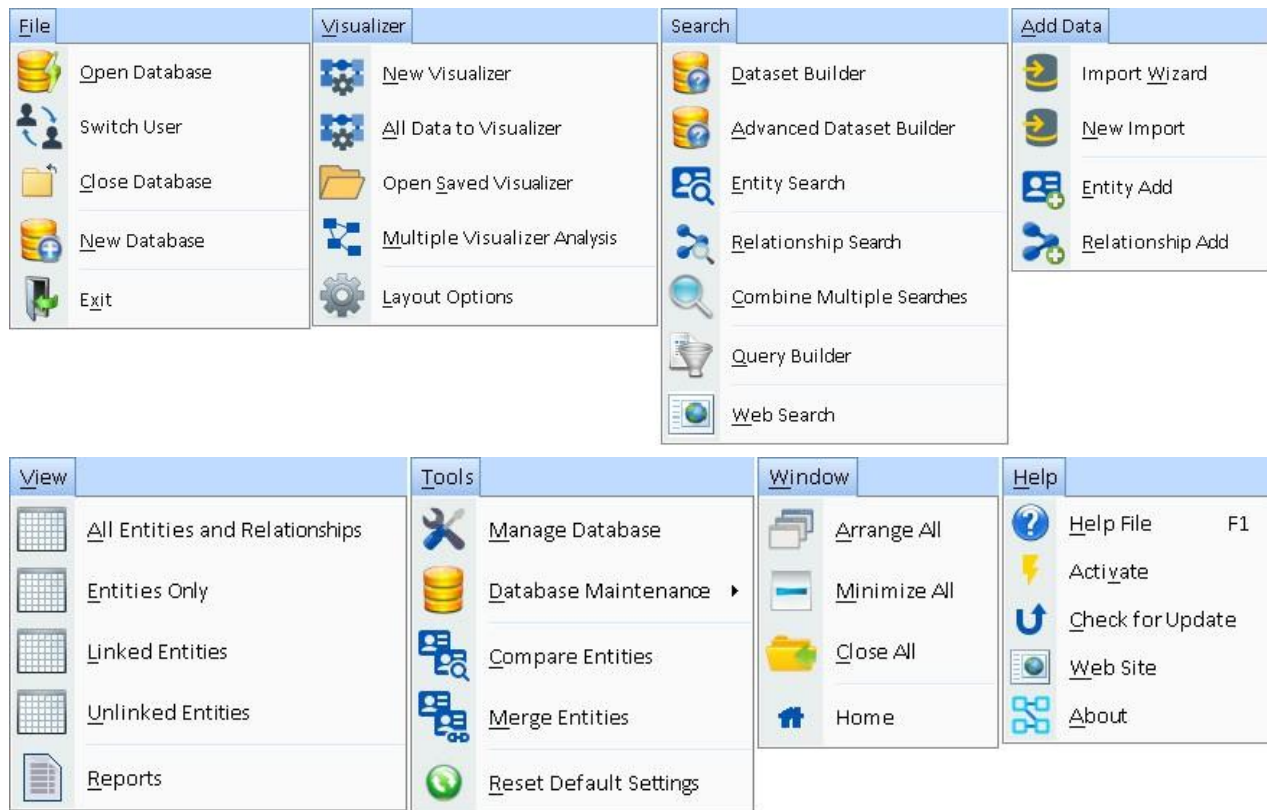 File
Open Database
Switch User
Close Database
New Database
Exit
Visualizer
New Visualizer
All Data to Visualizer
Open Saved Visualizer
Multiple Visualizer Analysis
Layout Options
Search
Dataset Builder
Advanced Dataset Builder
Entity Search
Relationship Search
Combine Multiple Searches
Query Builder
Web Search
Add Data
Import Wizard
New Import
Entity Add
Relationship Add
View
All Entities and Relationships
Entities Only
Linked Entities
Unlinked Entities
Reports
Tools
Manage Database
Database Maintenance
Compare Entities
Merge Entities
Reset Default Settings
Window
Arrange All
Minimize All
Close All
Home
Help
Help File F1
Activate
Check for Update
Web Site
About